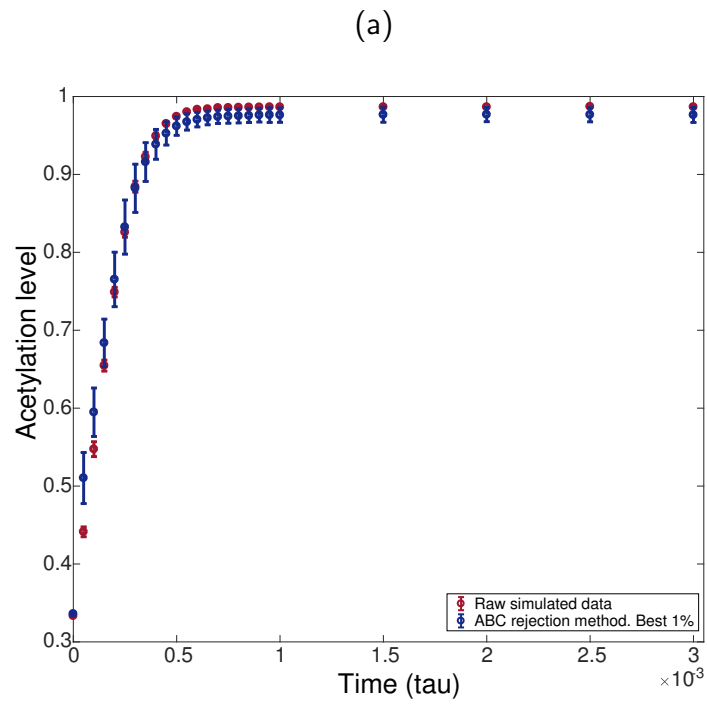 (a)
1
0.9
0.8
0.7
0.6
0.5
0.4
0.3
Acetylation level
Raw simulated data
ABC rejection method. Best 1%
0 0.5 1 1.5 2 2.5 3
Time (tau)
×10⁻³